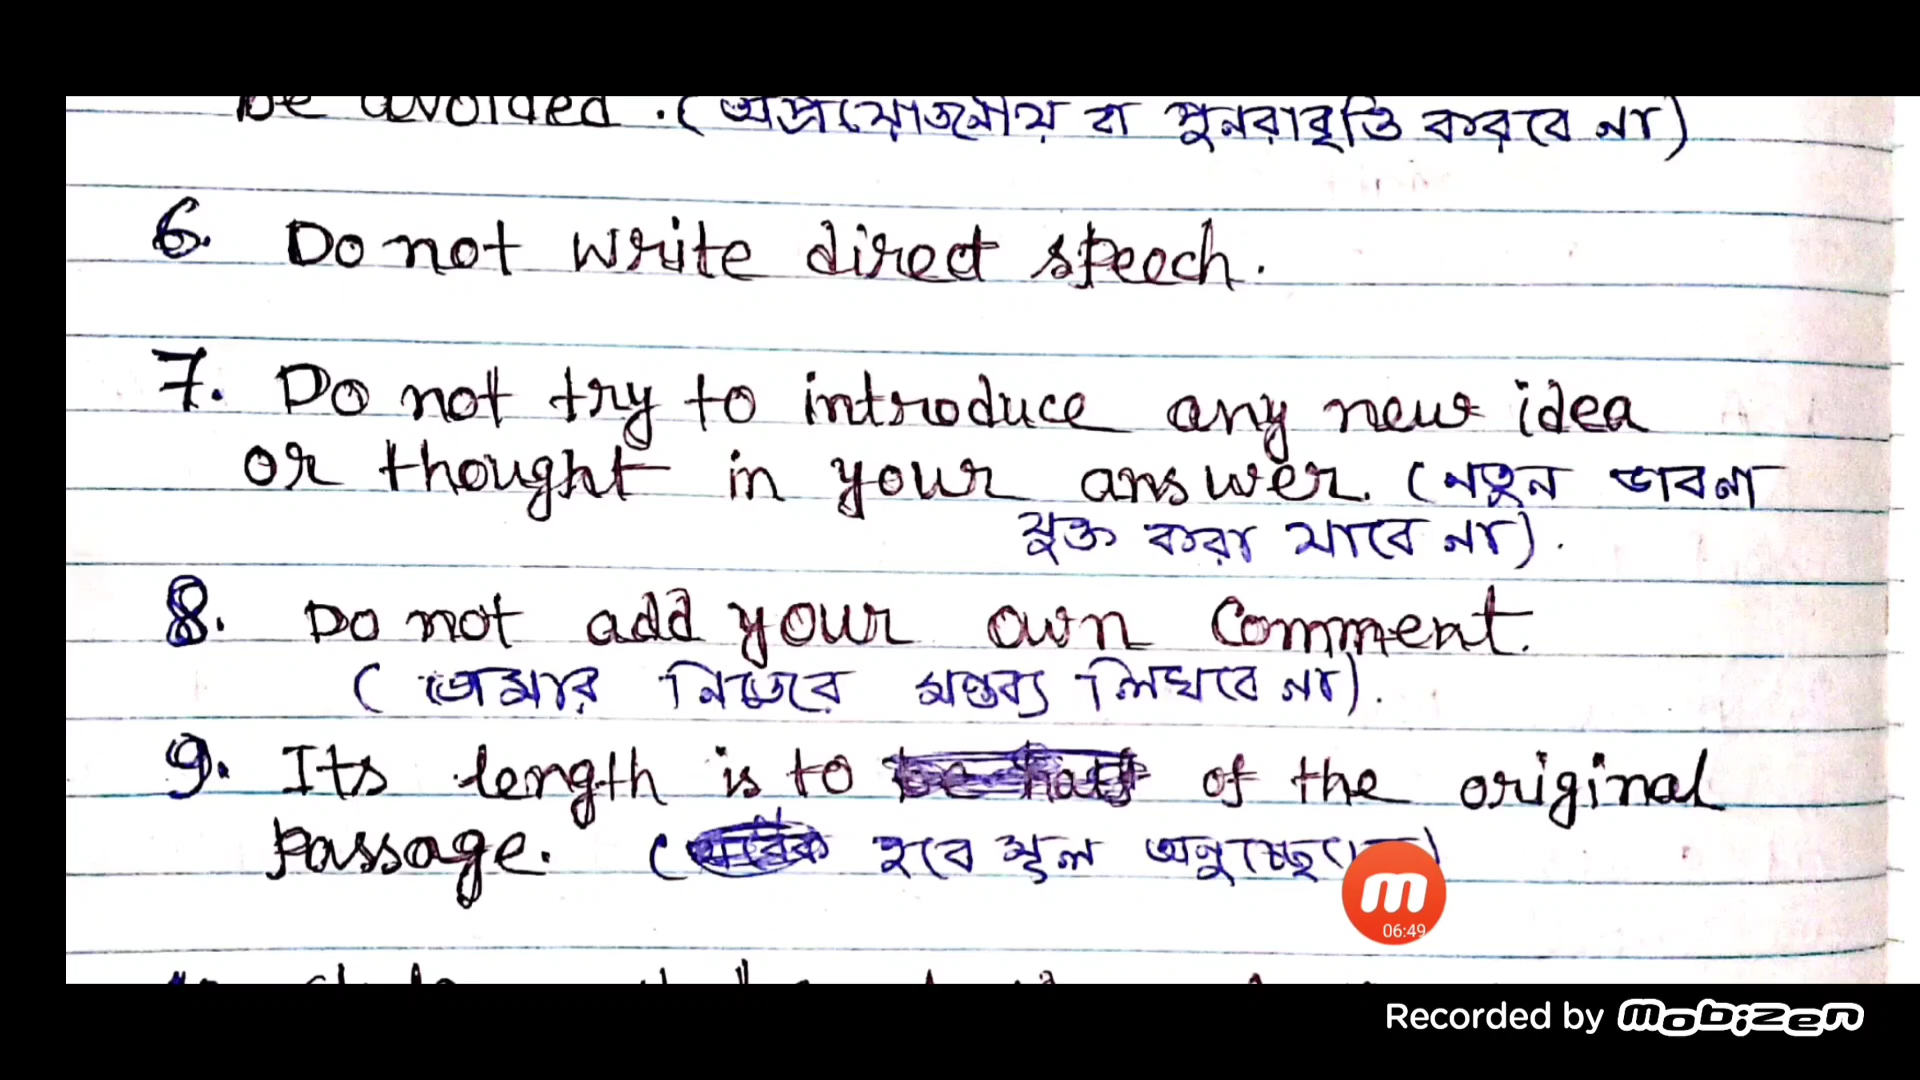 be avoided. (অপ্রয়োজনীয় বা পুনরাবৃত্তি করবে না)
6. Do not write direct speech.
7. Do not try to introduce any new idea
or thought in your answer. (নতুন ভাবনা
যুক্ত করা যাবে না).
8. Do not add your own comment.
(তোমার নিজের মন্তব্য লিখবে না).
9. Its length is to of the original
passage. ( হবে মূল
06:49
Recorded by mobizen